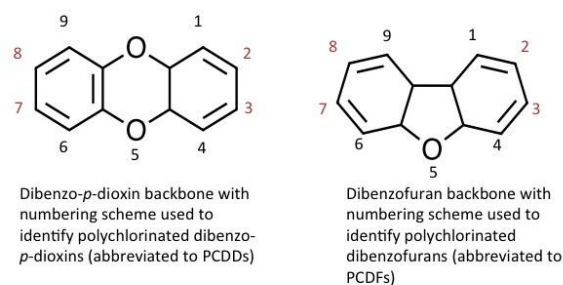 9
1
8
O
2
7
3
O
6
5
4
Dibenzo-p-dioxin backbone with
numbering scheme used to
identify polychlorinated dibenzo-
p-dioxins (abbreviated to PCDDs)
9
1
8
2
7
3
6
O
4
5
Dibenzofuran backbone with
numbering scheme used to
identify polychlorinated
dibenzofurans (abbreviated to
PCDFs)